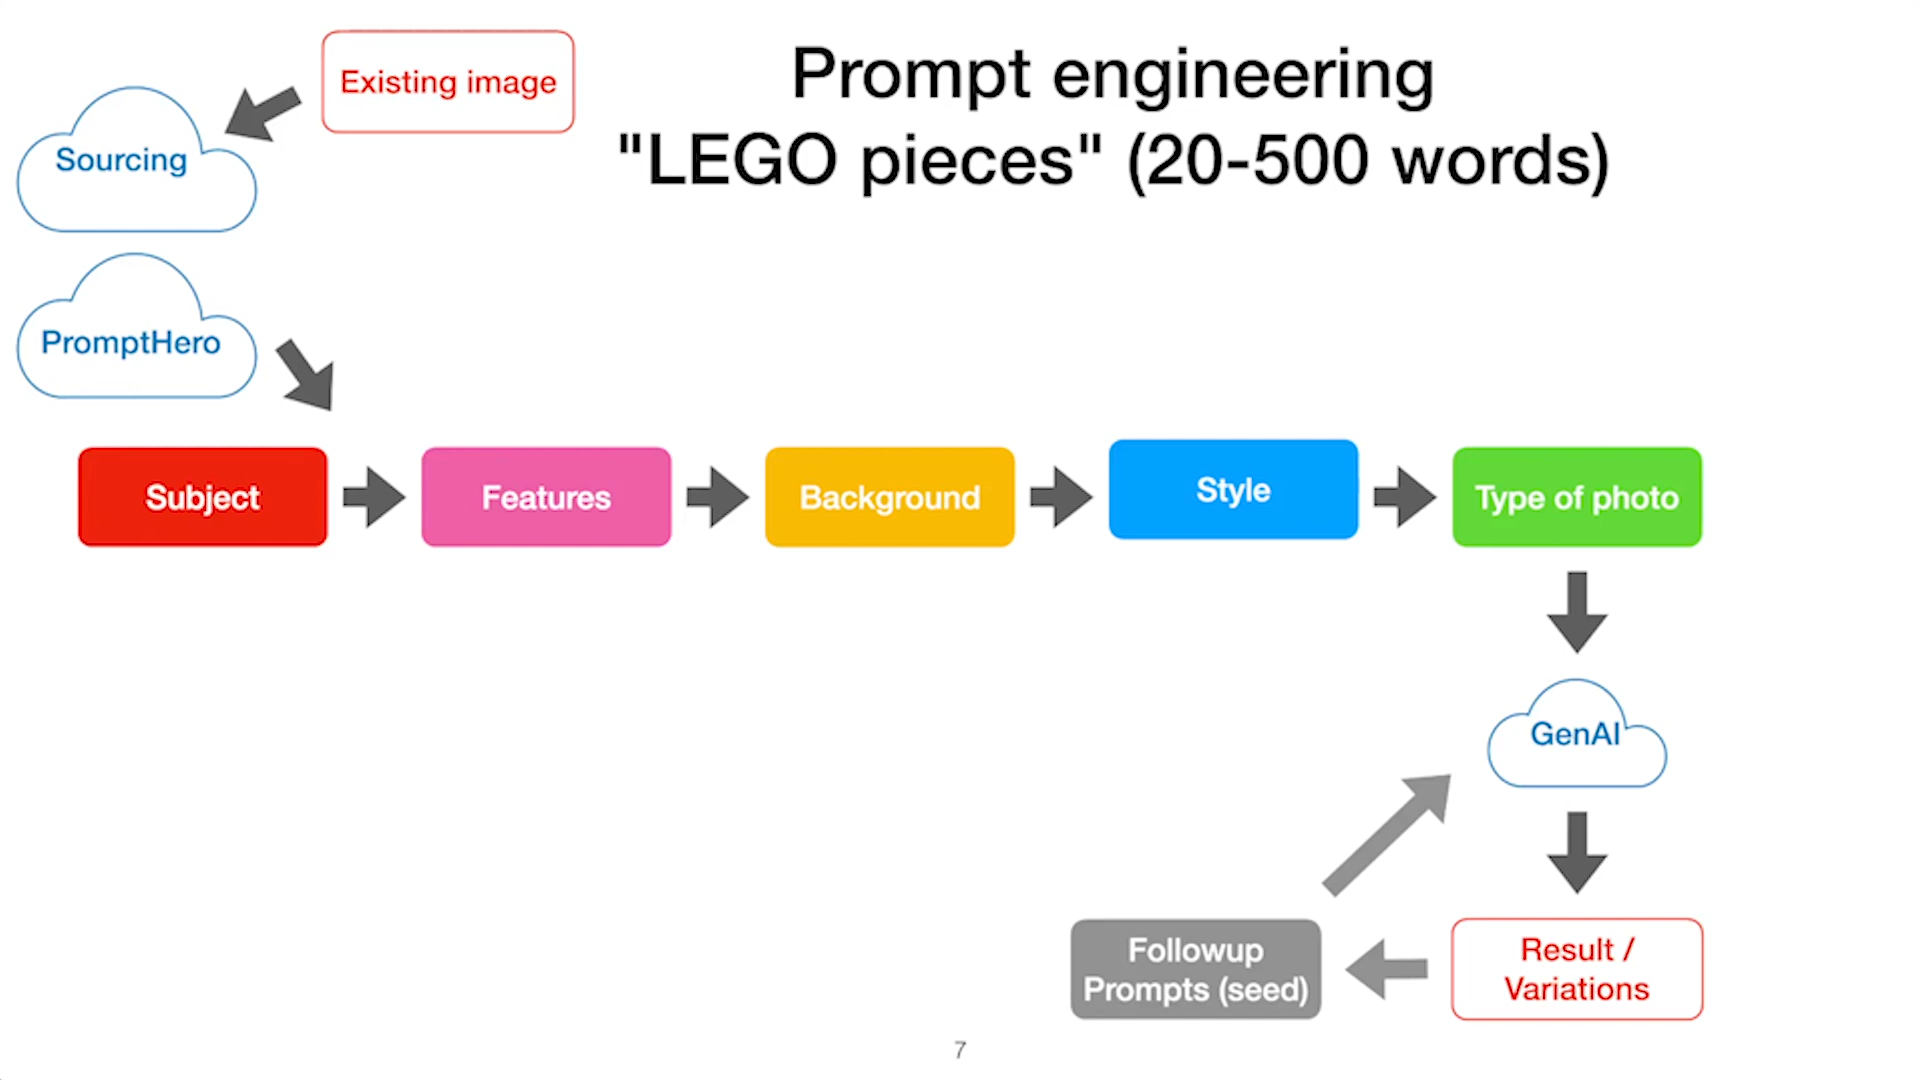 Existing image
Prompt engineering
"LEGO pieces" (20-500 words)
Sourcing
PromptHero
Subject
Features
Background
Style
Type of photo
GenAI
Followup
Prompts (seed)
Result /
Variations
7